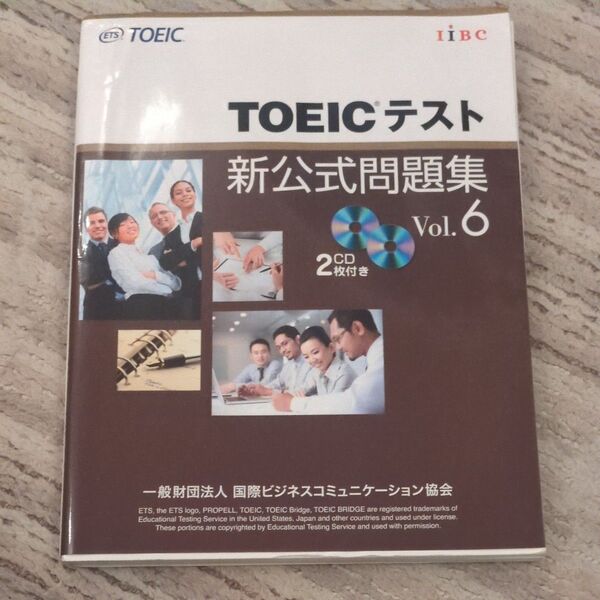 ETS TOEIC
IIBC
TOEIC®テスト
新公式問題集
Vol.6
2CD
枚付き
一般財団法人 国際ビジネスコミュニケーション協会
ETS, the ETS logo, PROPELL, TOEIC, TOEIC Bridge, TOEIC BRIDGE are registered trademarks of
Educational Testing Service in the United States, Japan and other countries and used under license.
These portions are copyrighted by Educational Testing Service and used with permission.